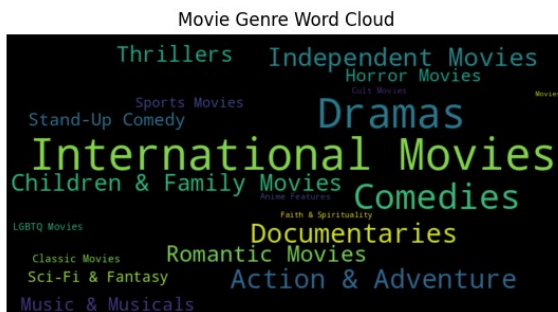 Movie Genre Word Cloud
Thrillers
Independent Movies
Horror Movies
Cult Movies
Movies
Sports Movies
Dramas
Stand-Up Comedy
International Movies
Children & Family Movies
Anime Features
Comedies
Faith & Spirituality
LGBTQ Movies
Documentaries
Romantic Movies
Classic Movies
Sci-Fi & Fantasy
Action & Adventure
Music & Musicals